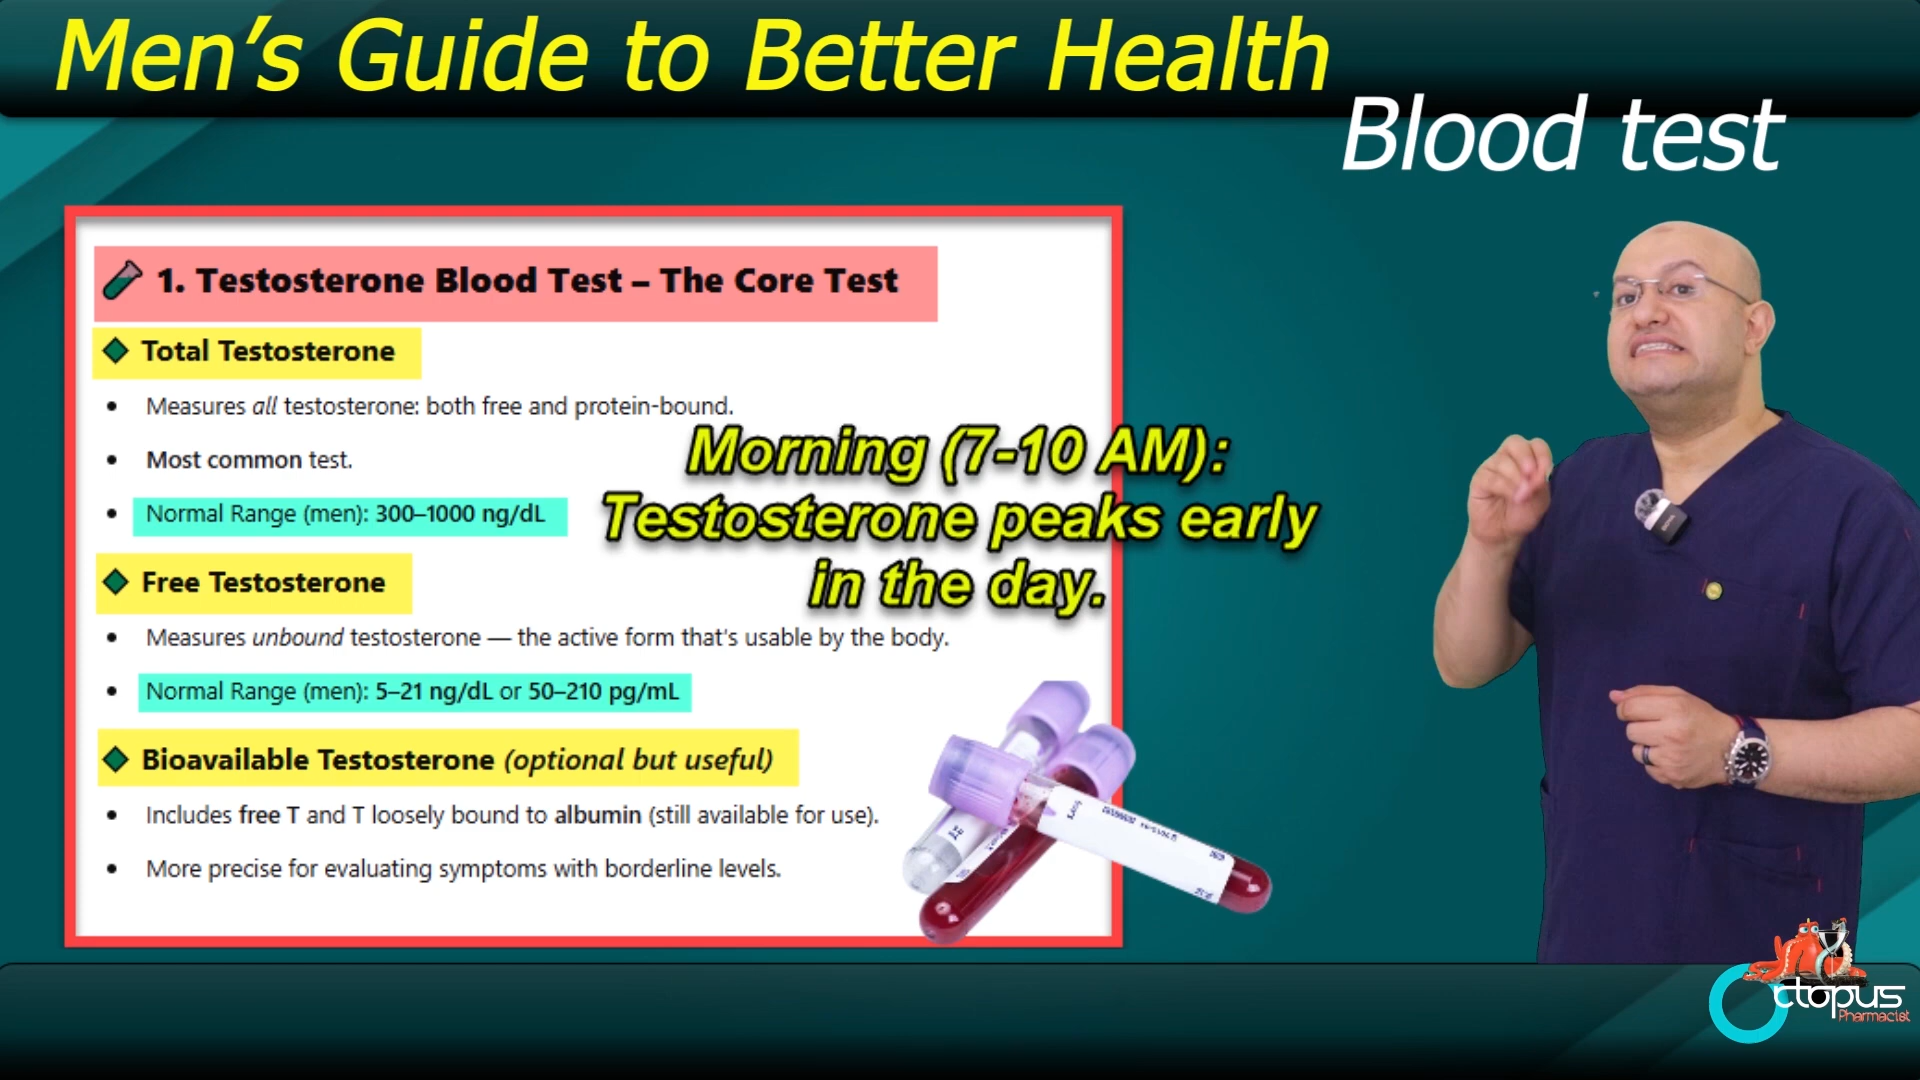 Men's Guide to Better Health
Blood test
1. Testosterone Blood Test – The Core Test
Total Testosterone
Measures all testosterone: both free and protein-bound.
Most common test.
Normal Range (men): 300–1000 ng/dL
Morning (7-10 AM):
Testosterone peaks early
in the day.
Free Testosterone
Measures unbound testosterone — the active form that's usable by the body.
Normal Range (men): 5–21 ng/dL or 50–210 pg/mL
Bioavailable Testosterone (optional but useful)
Includes free T and T loosely bound to albumin (still available for use).
More precise for evaluating symptoms with borderline levels.
Octopus
Pharmacist